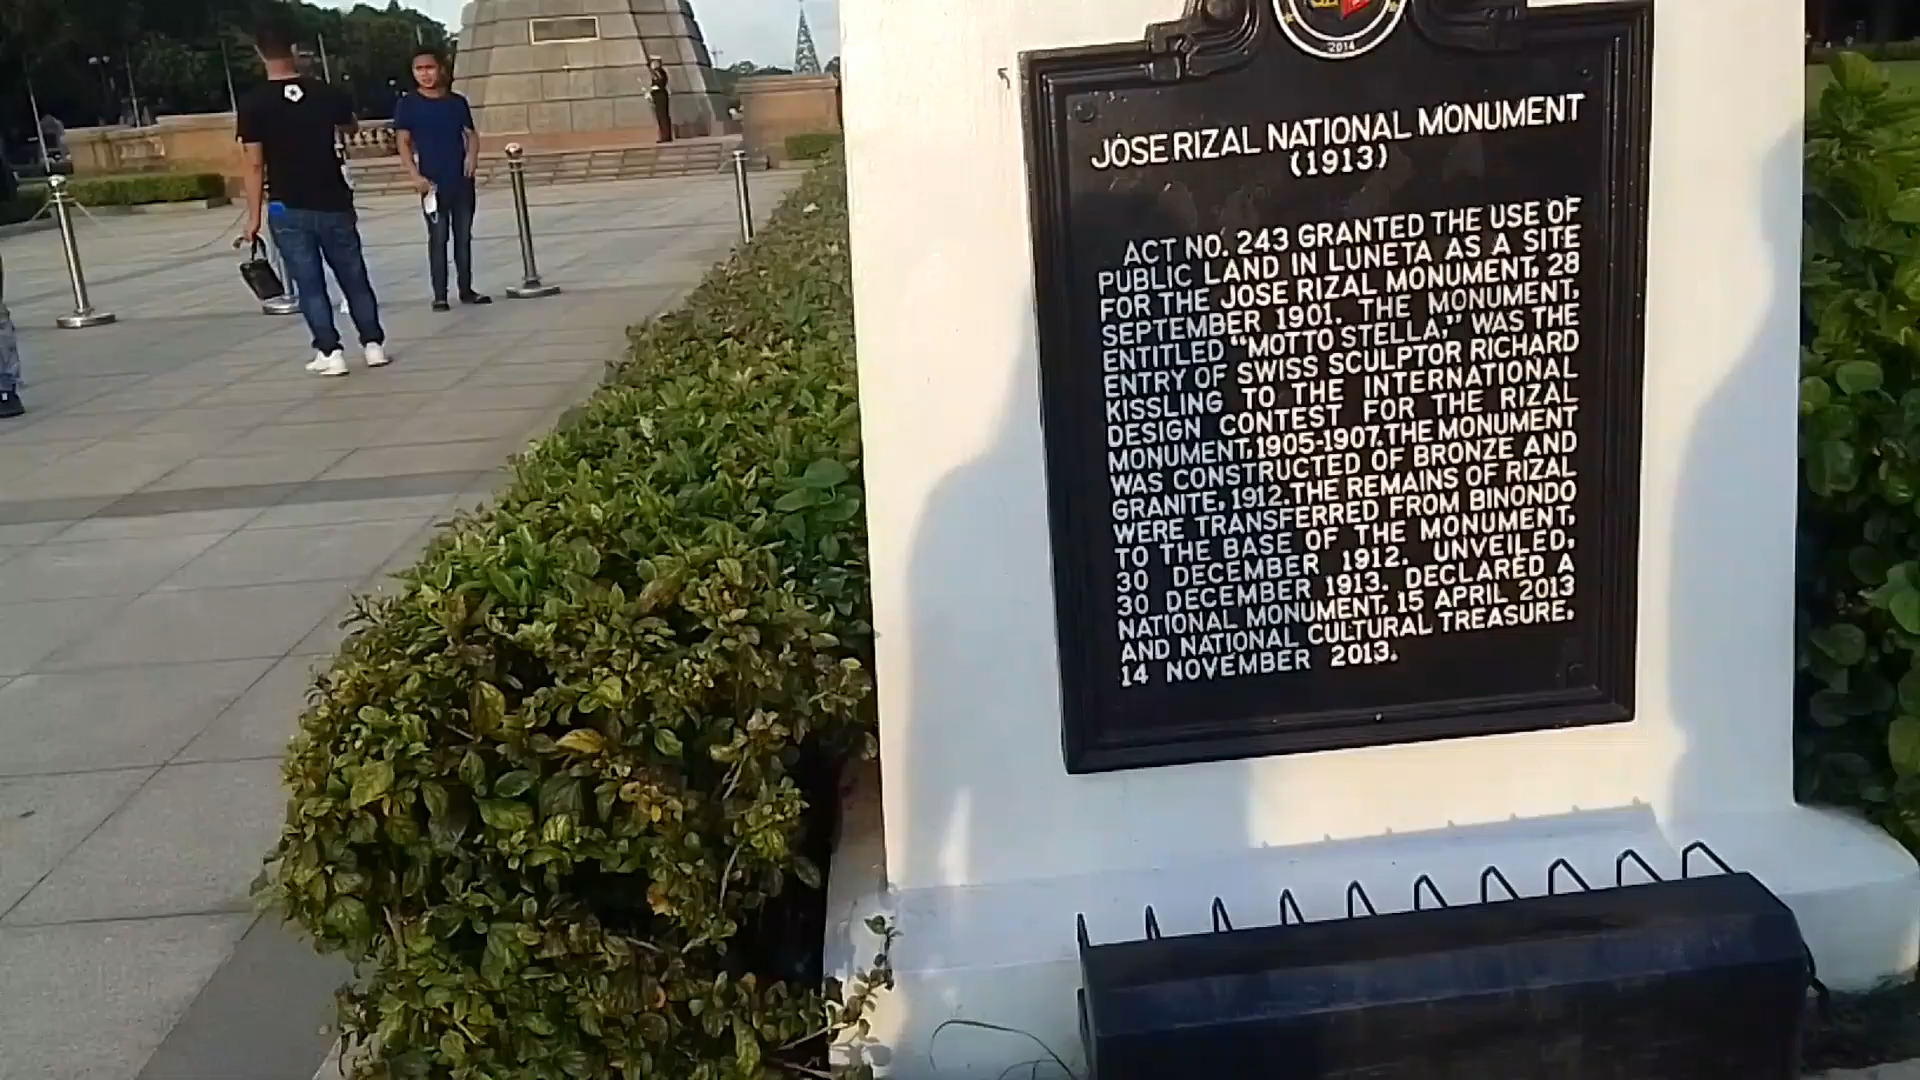 2014
JOSE RIZAL NATIONAL MONUMENT
(1913)
ACT NO. 243 GRANTED THE USE OF
PUBLIC LAND IN LUNETA AS A SITE
FOR THE JOSE RIZAL MONUMENT, 28
SEPTEMBER 1901. THE MONUMENT,
ENTITLED "MOTTO STELLA," WAS THE
ENTRY OF SWISS SCULPTOR RICHARD
KISSLING TO THE INTERNATIONAL
DESIGN CONTEST FOR THE RIZAL
MONUMENT, 1905-1907. THE MONUMENT
WAS CONSTRUCTED OF BRONZE AND
GRANITE, 1912. THE REMAINS OF RIZAL
WERE TRANSFERRED FROM BINONDO
TO THE BASE OF THE MONUMENT,
30 DECEMBER 1912. UNVEILED,
30 DECEMBER 1913. DECLARED A
NATIONAL MONUMENT, 15 APRIL 2013
AND NATIONAL CULTURAL TREASURE,
14 NOVEMBER 2013.